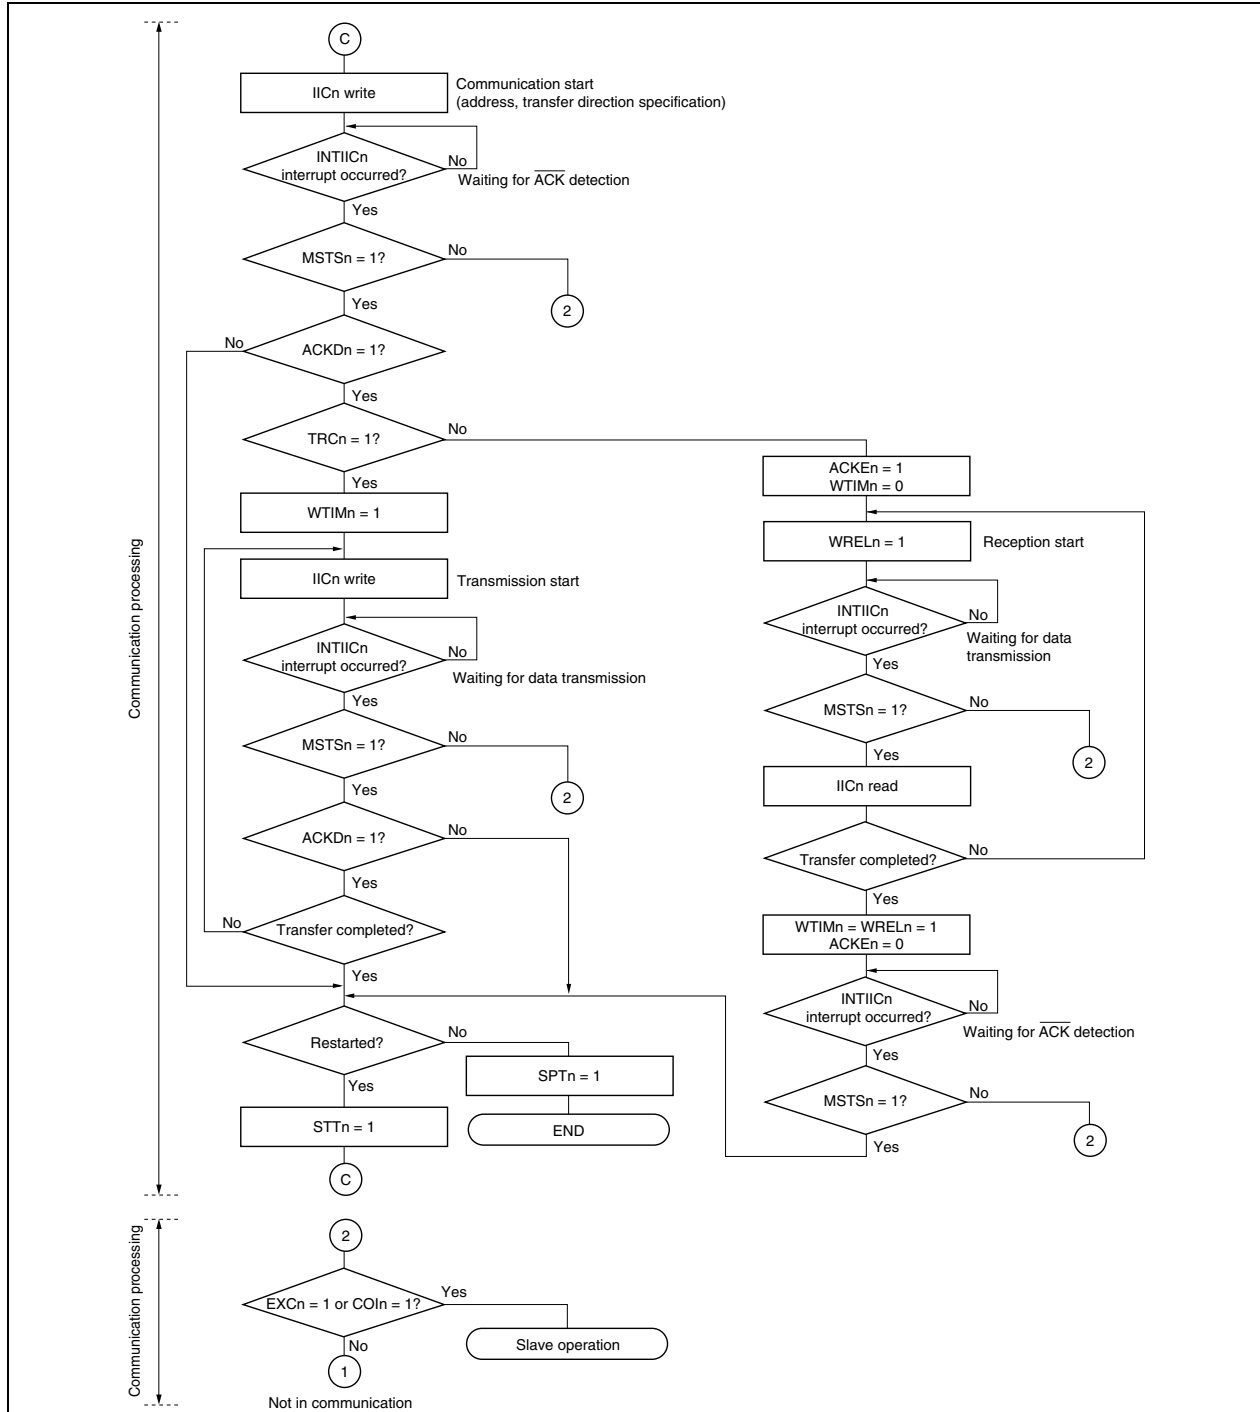 C
IICn write
Communication start
(address, transfer direction specification)
INTIICn
interrupt occurred?
No
Waiting for ACK detection
Yes
MSTSn = 1?
No
2
Yes
ACKDn = 1?
No
Yes
TRCn = 1?
No
Yes
WTIMn = 1
IICn write
Transmission start
INTIICn
interrupt occurred?
No
Waiting for data transmission
Yes
MSTSn = 1?
No
2
Yes
ACKDn = 1?
No
Yes
Transfer completed?
No
Yes
Restarted?
No
SPTn = 1
END
Yes
STTn = 1
C
ACKEn = 1
WTIMn = 0
WRELn = 1
Reception start
INTIICn
interrupt occurred?
No
Waiting for data
transmission
Yes
MSTSn = 1?
No
2
Yes
IICn read
Transfer completed?
No
Yes
WTIMn = WRELn = 1
ACKEn = 0
INTIICn
interrupt occurred?
No
Waiting for ACK detection
Yes
MSTSn = 1?
No
2
Yes
Communication processing
2
EXCn = 1 or COIn = 1?
Yes
Slave operation
No
1
Not in communication
Communication processing